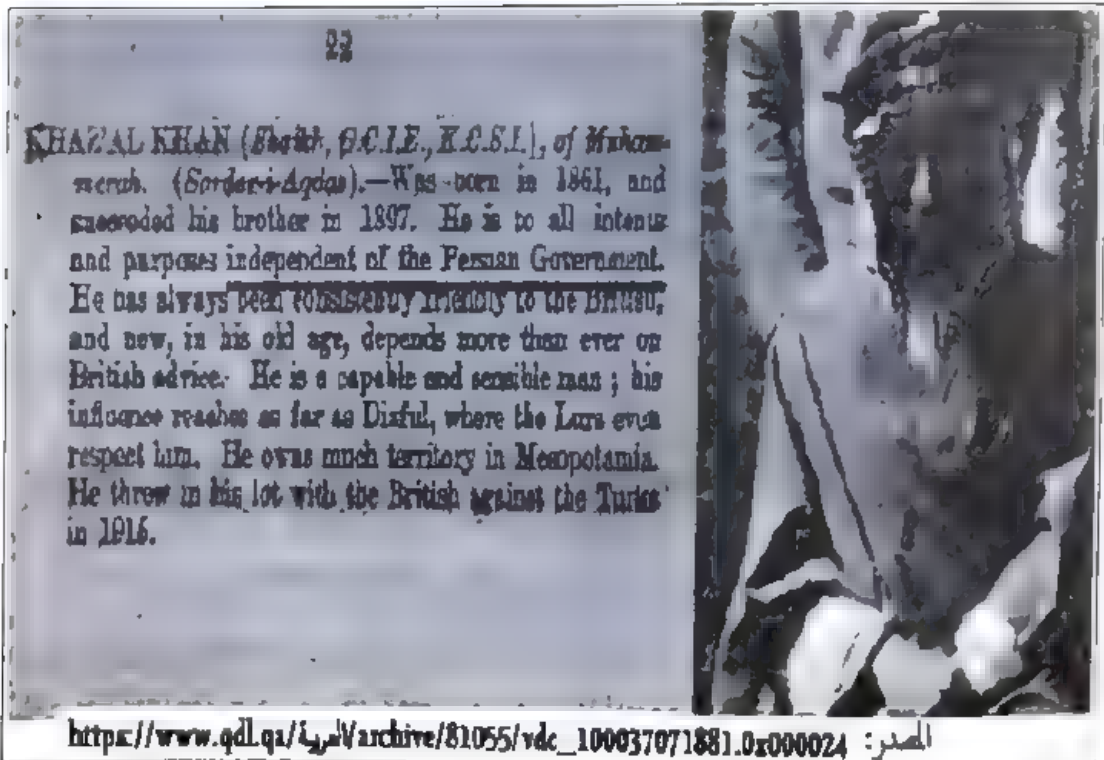 22
KHAZ'AL KHAN (Shaikh, G.C.I.E., K.C.S.I.), of Muham-
merah. (Sardar-i-Aqdas).—Was born in 1861, and
succeeded his brother in 1897. He is to all intents
and purposes independent of the Persian Government.
He has always been consistently friendly to the British,
and now, in his old age, depends more than ever on
British advice. He is a capable and sensible man; his
influence reaches as far as Dizful, where the Lurs even
respect him. He owns much territory in Mesopotamia.
He threw in his lot with the British against the Turks
in 1915.
المصدر: https://www.qdl.qa/العربية/archive/81055/vdc_100037071881.0x000024